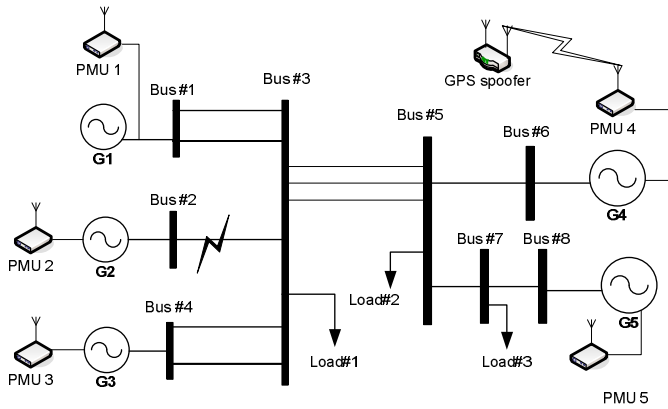 PMU 1
GPS spoofer
Bus #3
Bus #1
Bus #5
PMU 4
Bus #6
G1
Bus #2
G4
Bus #7
Bus #8
PMU 2
G2
Load#2
Bus #4
G5
Load#1
Load#3
PMU 3
G3
PMU 5